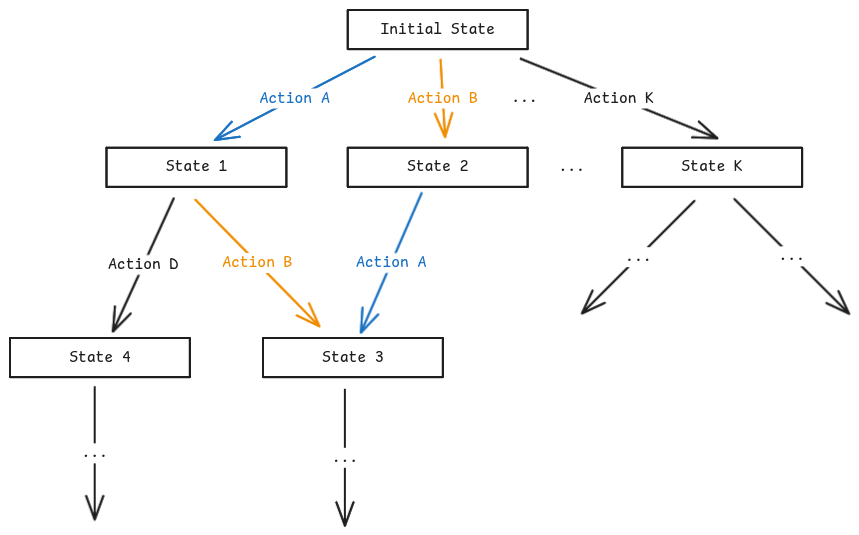 Initial State
Action A
Action B
...
Action K
State 1
State 2
...
State K
Action D
Action B
Action A
...
...
State 4
State 3
...
...